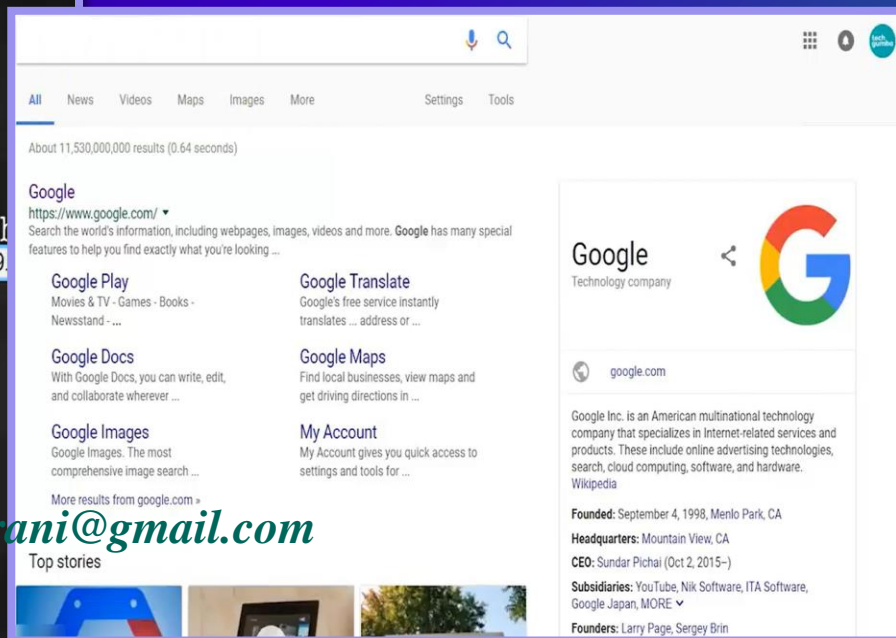 tech
gumbo
All News Videos Maps Images More Settings Tools
About 11,530,000,000 results (0.64 seconds)
Google
https://www.google.com/
Search the world's information, including webpages, images, videos and more. Google has many special
features to help you find exactly what you're looking ...
Google Play
Movies & TV - Games - Books -
Newsstand - ...
Google Translate
Google's free service instantly
translates ... address or ...
Google Docs
With Google Docs, you can write, edit,
and collaborate wherever ...
Google Maps
Find local businesses, view maps and
get driving directions in ...
Google Images
Google Images. The most
comprehensive image search ...
My Account
My Account gives you quick access to
settings and tools for ...
More results from google.com »
rani@gmail.com
Top stories
Google
Technology company
google.com
Google Inc. is an American multinational technology
company that specializes in Internet-related services and
products. These include online advertising technologies,
search, cloud computing, software, and hardware.
Wikipedia
Founded: September 4, 1998, Menlo Park, CA
Headquarters: Mountain View, CA
CEO: Sundar Pichai (Oct 2, 2015–)
Subsidiaries: YouTube, Nik Software, ITA Software,
Google Japan, MORE
Founders: Larry Page, Sergey Brin